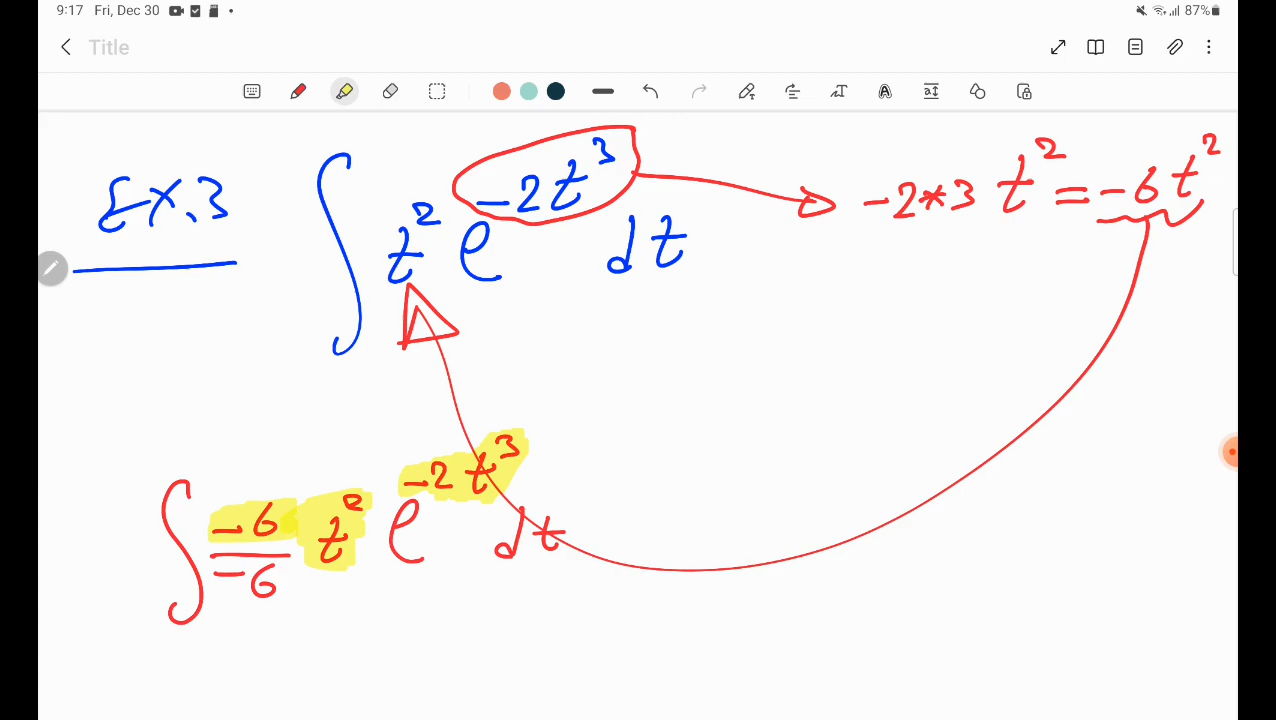 9:17 Fri, Dec 30 • 87%
Title
Ex.3 ∫ t² e^(-2t³) dt → -2*3 t² = -6t²
∫ -6/-6 t² e^(-2t³) dt